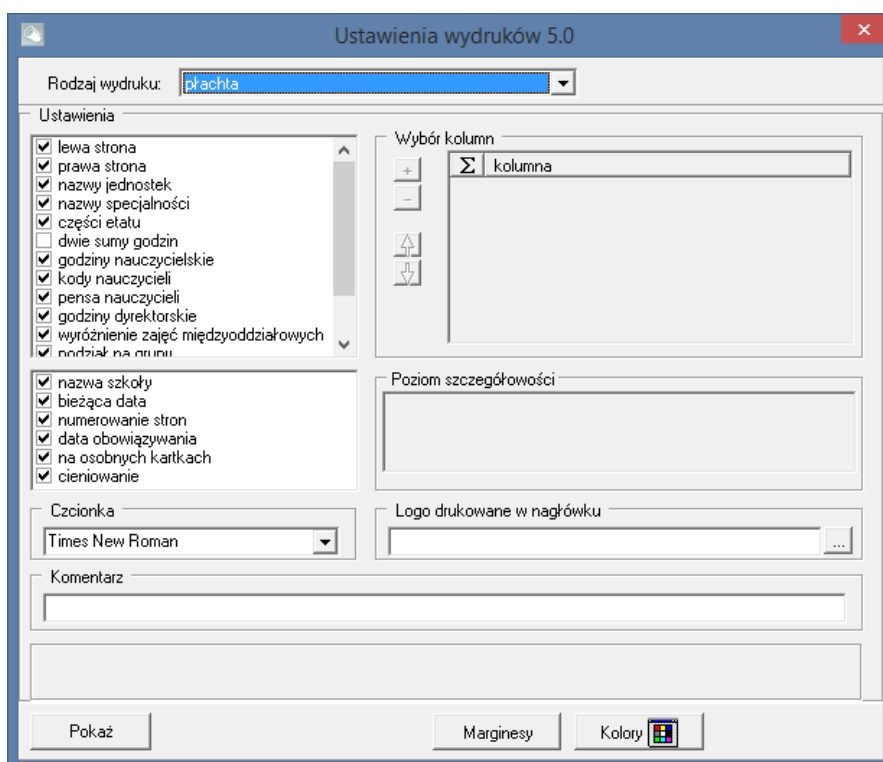 Ustawienia wydruków 5.0
Rodzaj wydruku: płachta
Ustawienia
lewa strona
prawa strona
nazwy jednostek
nazwy specjalności
części etatu
dwie sumy godzin
godziny nauczycielskie
kody nauczycieli
pensa nauczycieli
godziny dyrektorskie
wyróżnienie zajęć międzyoddziałowych
podział na grupy
nazwa szkoły
bieżąca data
numerowanie stron
data obowiązywania
na osobnych kartkach
cieniowanie
Wybór kolumn
+
Σ kolumna
-
Poziom szczegółowości
Czcionka
Times New Roman
Logo drukowane w nagłówku
...
Komentarz
Pokaż
Marginesy
Kolory